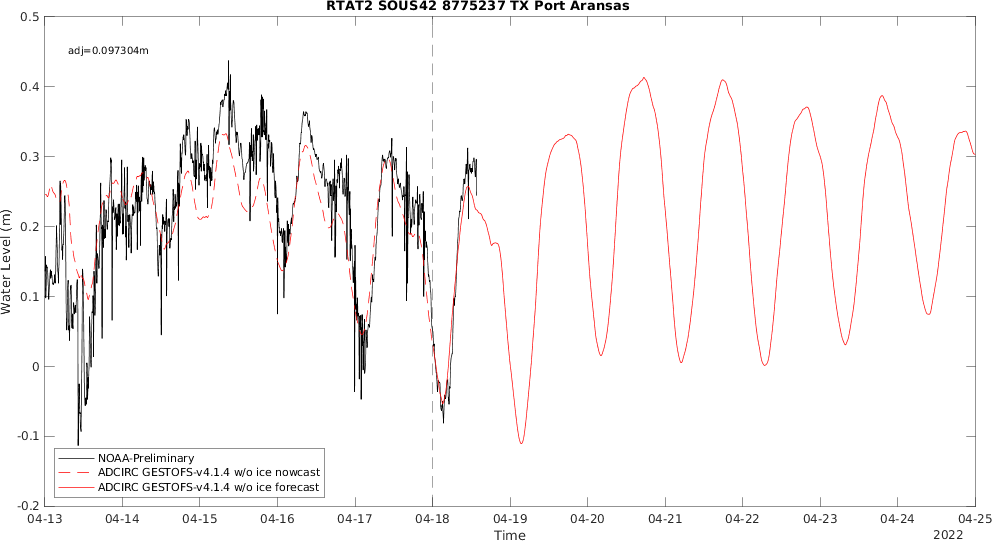 RTAT2 SOUS42 8775237 TX Port Aransas
0.5
adj=0.097304m
0.4
0.3
0.2
0.1
0
-0.1
-0.2
Water Level (m)
NOAA-Preliminary
ADCIRC GESTOFS-v4.1.4 w/o ice nowcast
ADCIRC GESTOFS-v4.1.4 w/o ice forecast
04-13 04-14 04-15 04-16 04-17 04-18 04-19 04-20 04-21 04-22 04-23 04-24 04-25
Time
2022